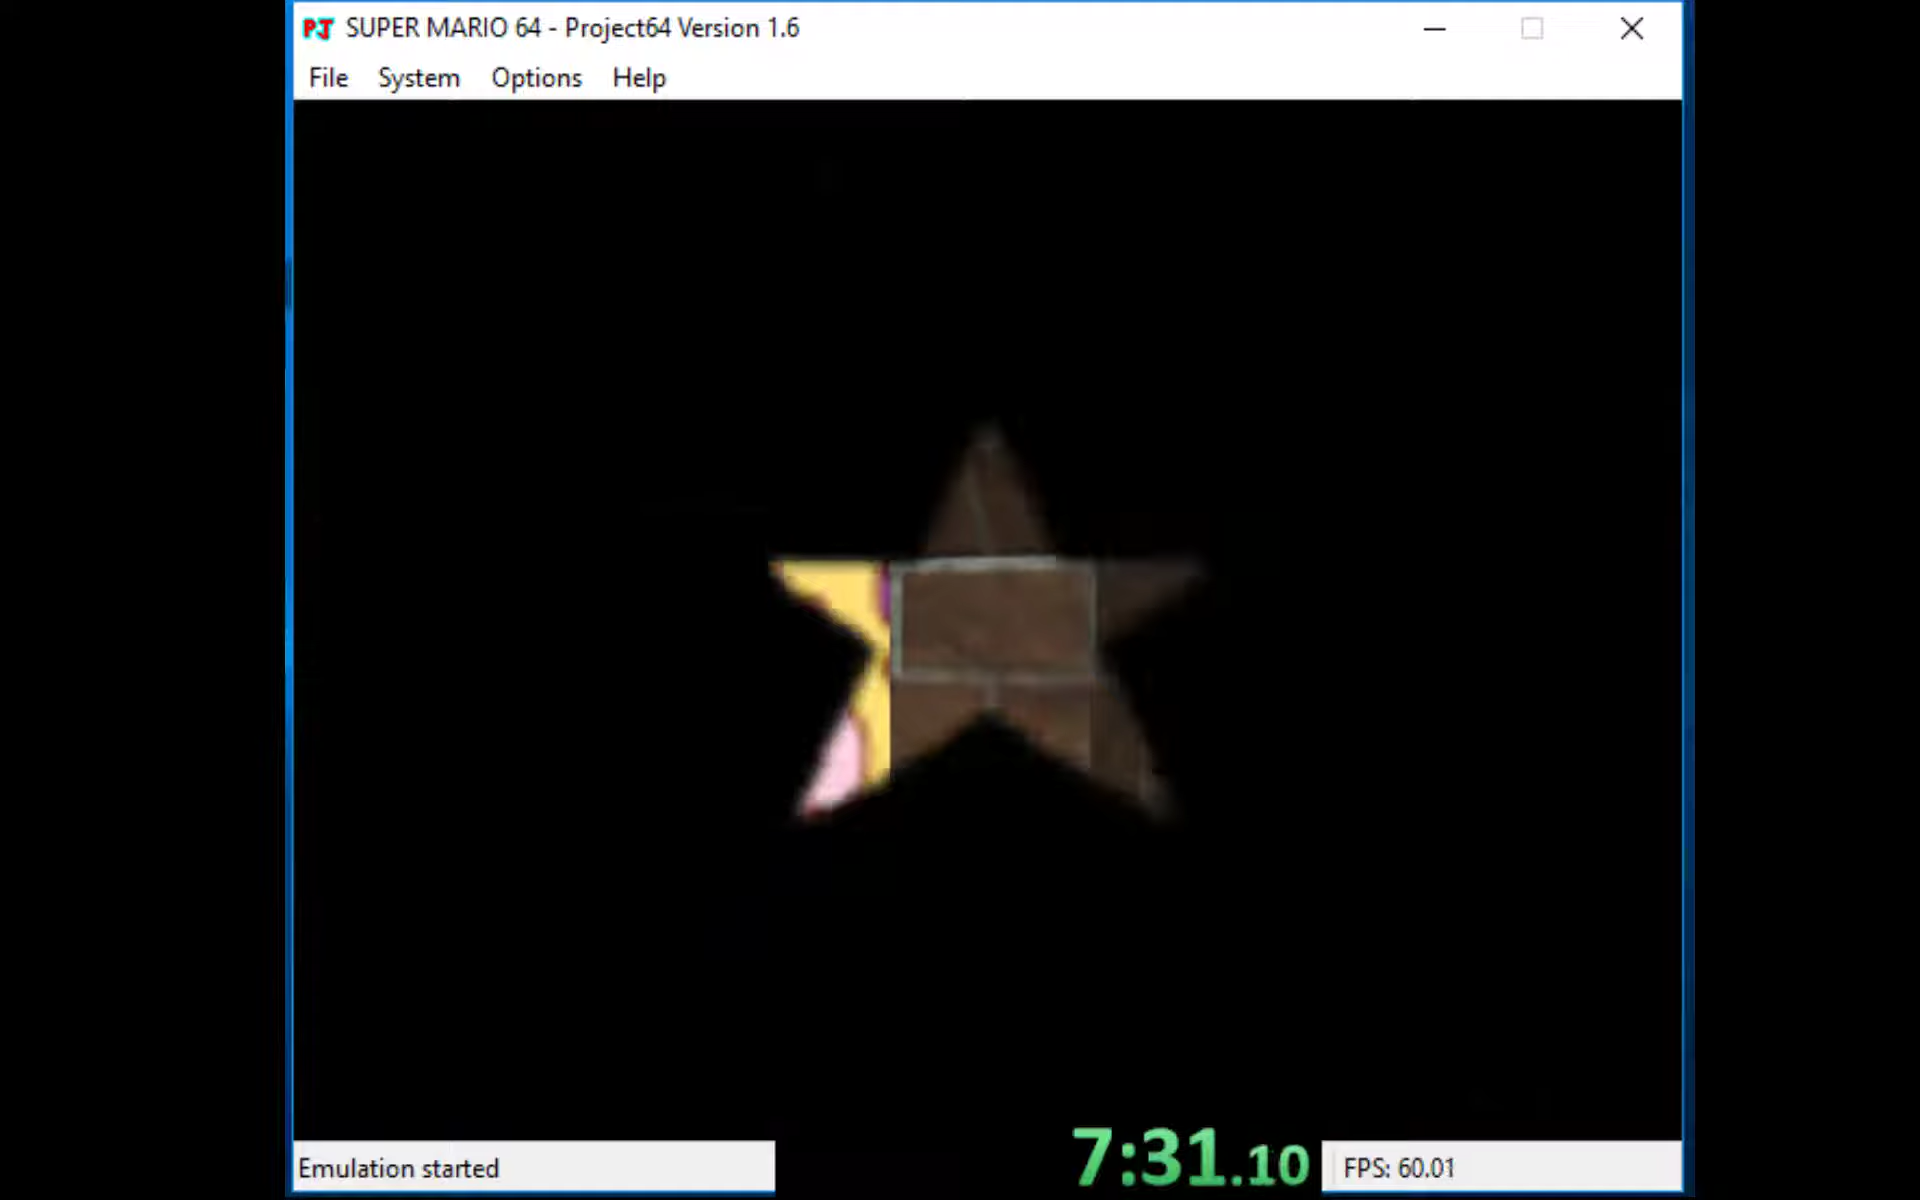 PJ SUPER MARIO 64 - Project64 Version 1.6
File System Options Help
Emulation started
7:31.10
FPS: 60.01